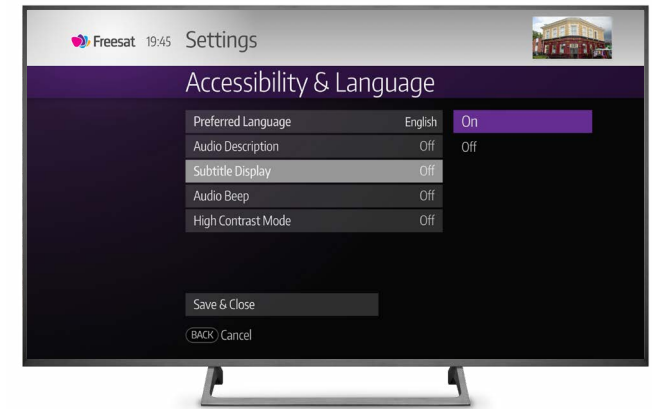 Freesat 19:45 Settings
Accessibility & Language
Preferred Language English On
Audio Description Off Off
Subtitle Display Off
Audio Beep Off
High Contrast Mode Off
Save & Close
BACK Cancel